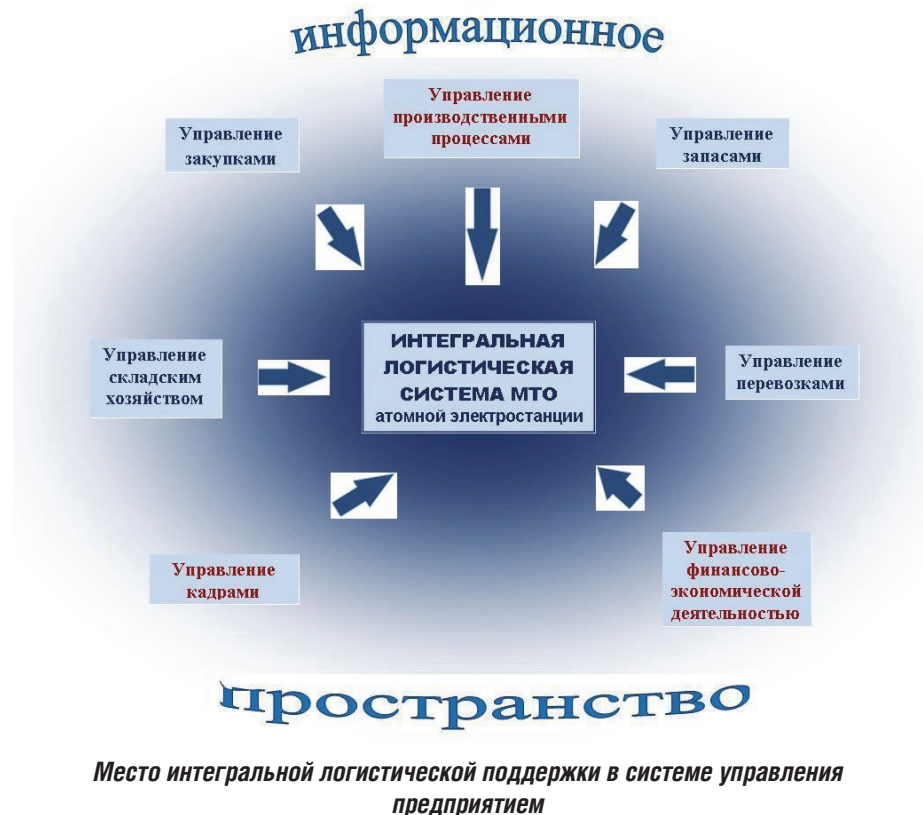 информационное
Управление
производственными
процессами
Управление
закупками
Управление
запасами
ИНТЕГРАЛЬНАЯ
ЛОГИСТИЧЕСКАЯ
СИСТЕМА МТО
атомной электростанции
Управление
складским
хозяйством
Управление
перевозками
Управление
кадрами
Управление
финансово-
экономической
деятельностью
пространство
Место интегральной логистической поддержки в системе управления
предприятием